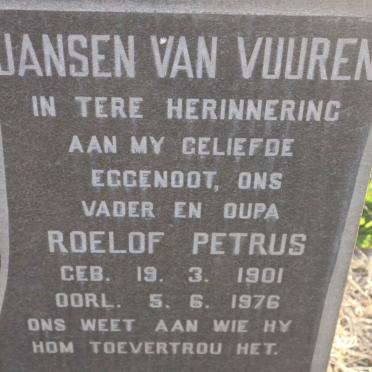 JANSEN VAN VUUREN
IN TERE HERINNERING
AAN MY GELIEFDE
EGGENOOT, ONS
VADER EN OUPA
ROELOF PETRUS
GEB. 19. 3. 1901
OORL. 5. 6. 1976
ONS WEET AAN WIE HY
HOM TOEVERTROU HET.